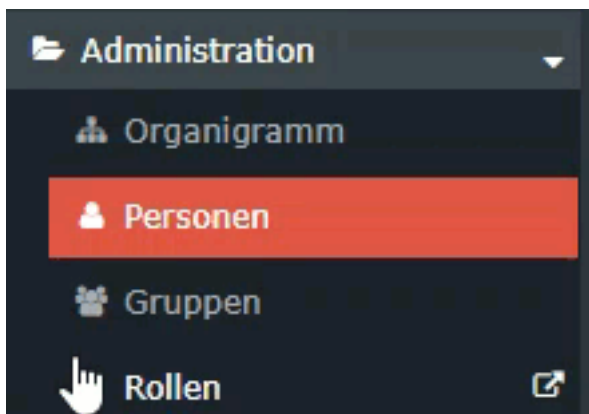 Administration
Organigramm
Personen
Gruppen
Rollen